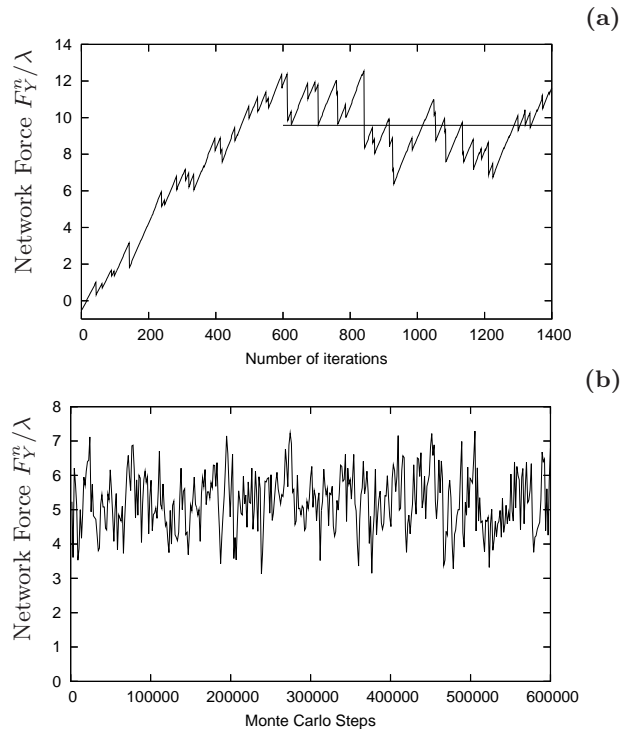 (a)
Network Force F_Y^n/λ
14
12
10
8
6
4
2
0
0 200 400 600 800 1000 1200 1400
Number of iterations
(b)
Network Force F_Y^n/λ
8
7
6
5
4
3
2
1
0
0 100000 200000 300000 400000 500000 600000
Monte Carlo Steps